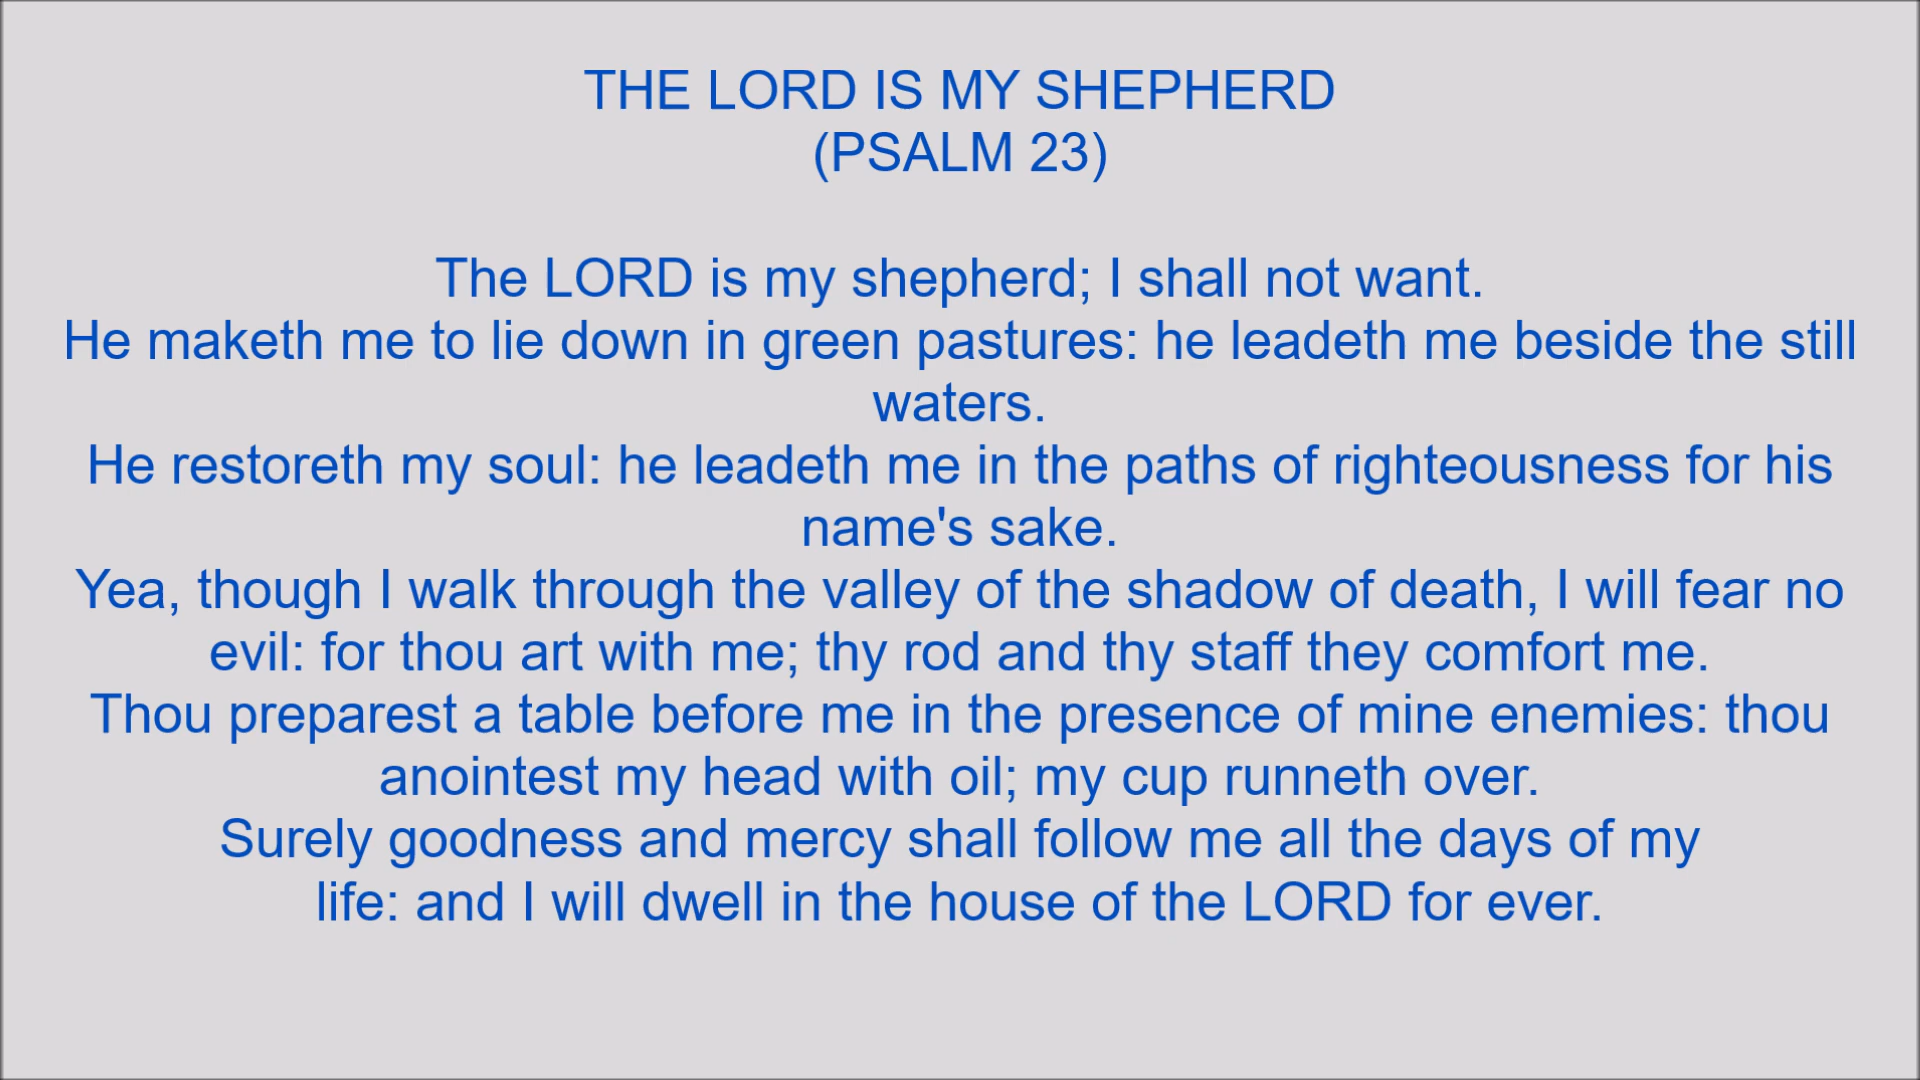 THE LORD IS MY SHEPHERD
(PSALM 23)
The LORD is my shepherd; I shall not want.
He maketh me to lie down in green pastures: he leadeth me beside the still
waters.
He restoreth my soul: he leadeth me in the paths of righteousness for his
name's sake.
Yea, though I walk through the valley of the shadow of death, I will fear no
evil: for thou art with me; thy rod and thy staff they comfort me.
Thou preparest a table before me in the presence of mine enemies: thou
anointest my head with oil; my cup runneth over.
Surely goodness and mercy shall follow me all the days of my
life: and I will dwell in the house of the LORD for ever.